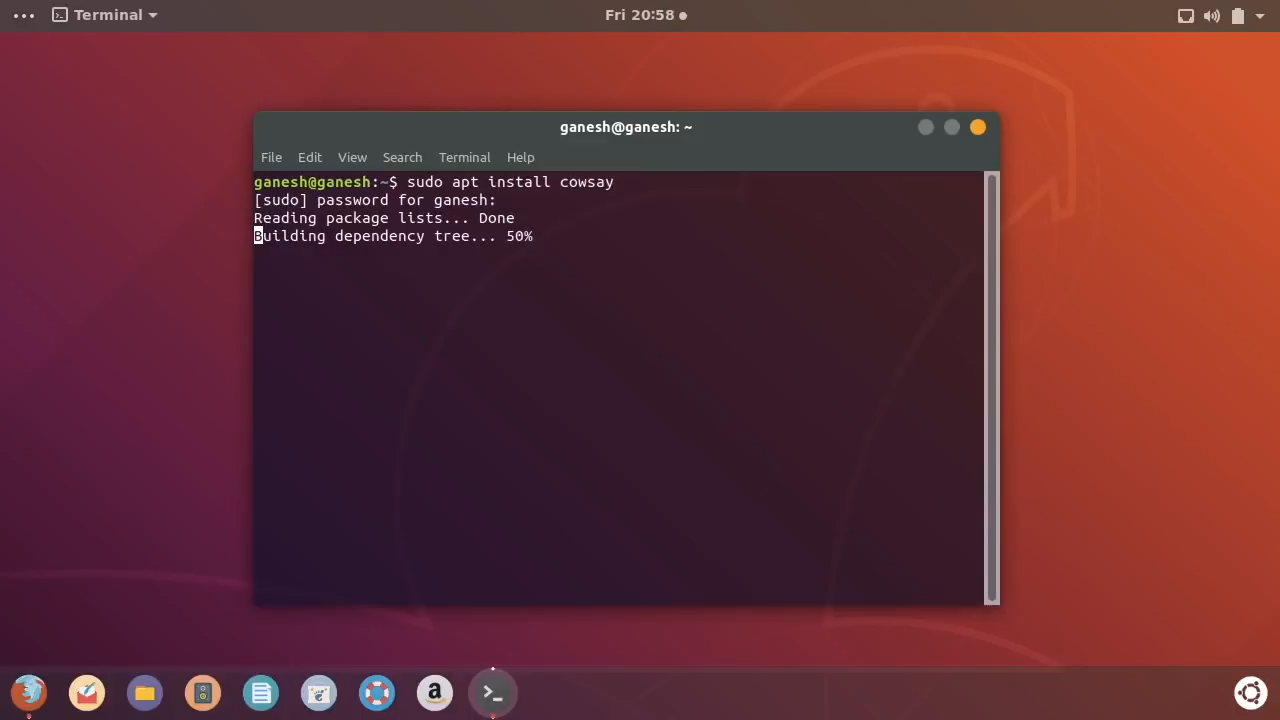 Terminal
Fri 20:58
ganesh@ganesh: ~
File Edit View Search Terminal Help
ganesh@ganesh:~$ sudo apt install cowsay
[sudo] password for ganesh:
Reading package lists... Done
Building dependency tree... 50%
a
>_